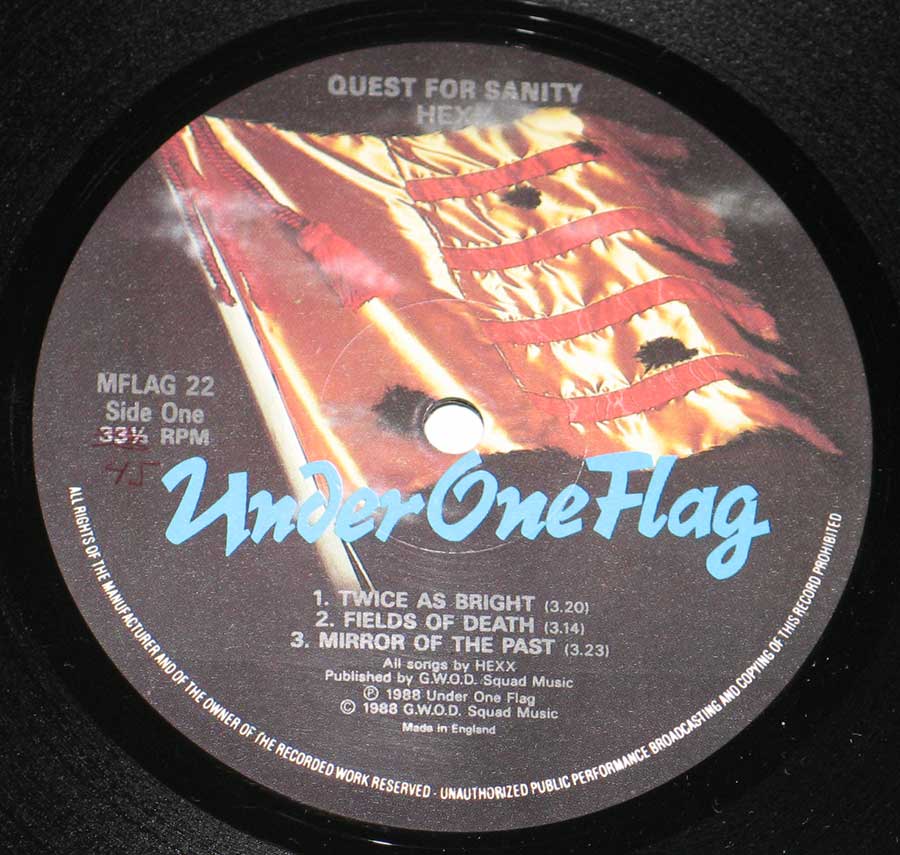 QUEST FOR SANITY
HEXX
MFLAG 22
Side One
33⅓ RPM
45
Under One Flag
1. TWICE AS BRIGHT (3.20)
2. FIELDS OF DEATH (3.14)
3. MIRROR OF THE PAST (3.23)
All songs by HEXX
Published by G.W.O.D. Squad Music
Ⓟ 1988 Under One Flag
© 1988 G.W.O.D. Squad Music
Made in England
ALL RIGHTS OF THE MANUFACTURER AND OF THE OWNER OF THE RECORDED WORK RESERVED - UNAUTHORIZED PUBLIC PERFORMANCE BROADCASTING AND COPYING OF THIS RECORD PROHIBITED